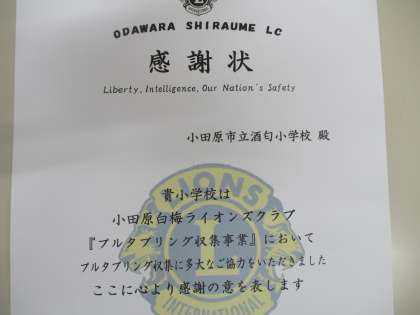 ODAWARA SHIRAUME LC
感謝状
Liberty, Intelligence, Our Nation's Safety
小田原市立酒匂小学校 殿
貴小学校は
小田原白梅ライオンズクラブ
『プルタブリング収集事業』において
プルタブリング収集に多大なご協力をいただきました
ここに心より感謝の意を表します
LIONS
L
INTERNATIONAL